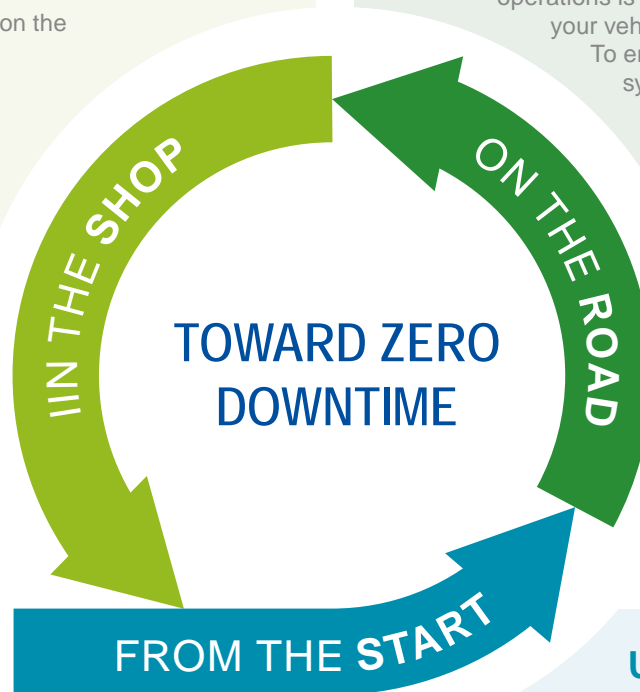 on the
operations is
your veh
To en
sy
IIN THE SHOP
ON THE ROAD
TOWARD ZERO
DOWNTIME
FROM THE START
U